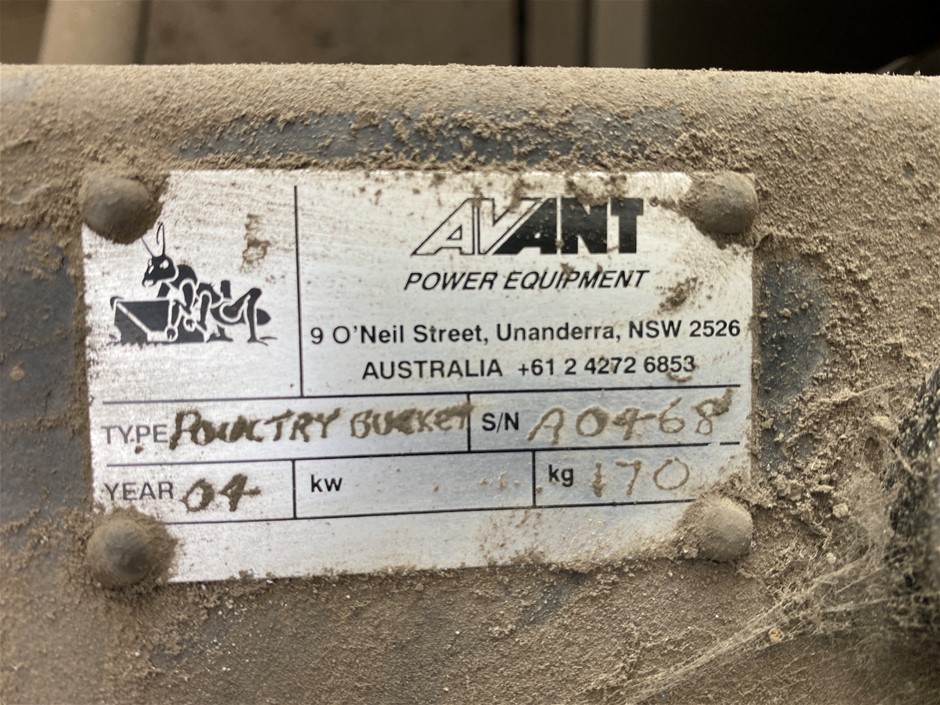 AVANT
POWER EQUIPMENT
9 O'Neil Street, Unanderra, NSW 2526
AUSTRALIA +61 2 4272 6853
TYPE POULTRY BUCKET S/N A0468
YEAR 04 kw kg 170